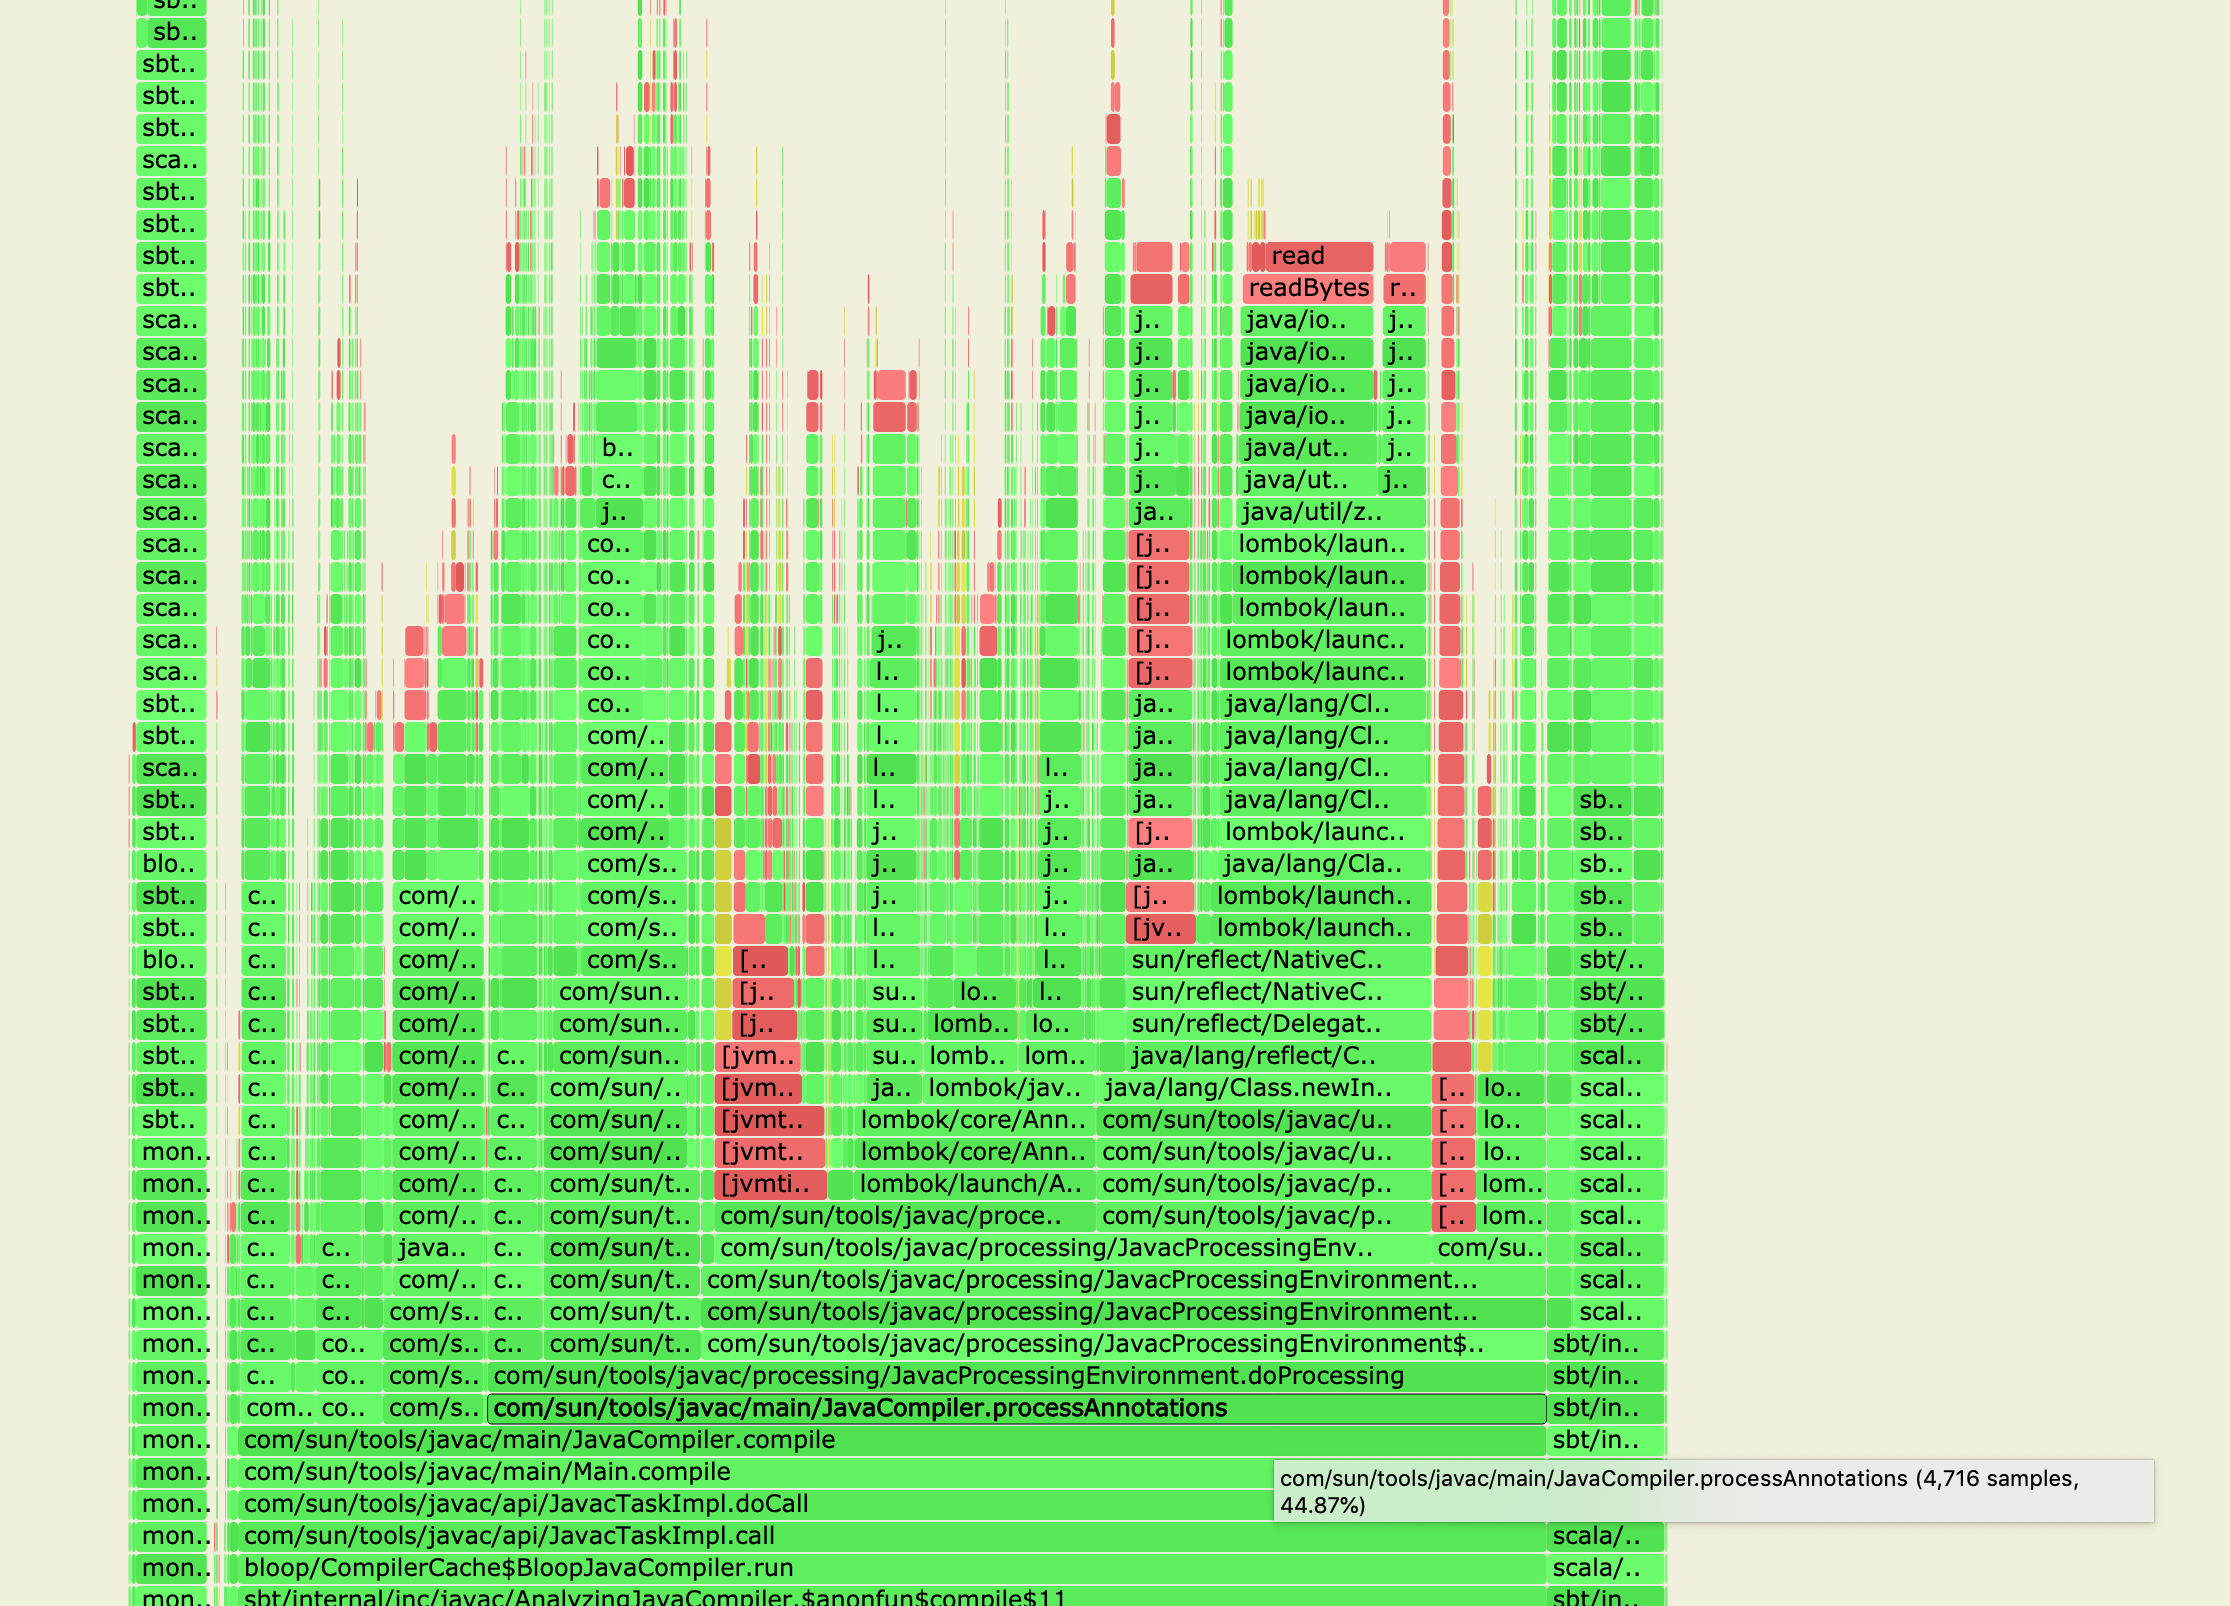 sb..
sb..
sbt..
sbt..
sbt..
sca..
sbt..
sbt..
sbt.. read
sbt.. readBytes r..
sca.. j.. java/io.. j..
sca.. j.. java/io.. j..
sca.. j.. java/io.. j..
sca.. j.. java/io.. j..
sca.. b.. j.. java/ut.. j..
sca.. c.. j.. java/ut.. j..
sca.. j.. ja.. java/util/z..
sca.. co.. [j.. lombok/laun..
sca.. co.. [j.. lombok/laun..
sca.. co.. [j.. lombok/laun..
sca.. co.. j.. [j.. lombok/launc..
sca.. co.. l.. [j.. lombok/launc..
sbt.. co.. l.. ja.. java/lang/Cl..
sbt.. com/.. l.. ja.. java/lang/Cl..
sca.. com/.. l.. l.. ja.. java/lang/Cl..
sbt.. com/.. l.. j.. ja.. java/lang/Cl.. sb..
sbt.. com/.. j.. j.. [j.. lombok/launc.. sb..
blo.. com/s.. j.. j.. ja.. java/lang/Cla.. sb..
sbt.. c.. com/.. com/s.. j.. j.. [j.. lombok/launch.. sb..
sbt.. c.. com/.. com/s.. l.. l.. [jv.. lombok/launch.. sb..
blo.. c.. com/.. com/s.. [.. l.. l.. sun/reflect/NativeC.. sbt/..
sbt.. c.. com/.. com/sun.. [j.. su.. lo.. l.. sun/reflect/NativeC.. sbt/..
sbt.. c.. com/.. com/sun.. [j.. su.. lomb.. lo.. sun/reflect/Delegat.. sbt/..
sbt.. c.. com/.. c.. com/sun.. [jvm.. su.. lomb.. lom.. java/lang/reflect/C.. scal..
sbt.. c.. com/.. c.. com/sun/.. [jvm.. ja.. lombok/jav.. java/lang/Class.newIn.. [.. lo.. scal..
sbt.. c.. com/.. c.. com/sun/.. [jvmt.. lombok/core/Ann.. com/sun/tools/javac/u.. [.. lo.. scal..
mon.. c.. com/.. c.. com/sun/.. [jvmt.. lombok/core/Ann.. com/sun/tools/javac/u.. [.. lo.. scal..
mon.. c.. com/.. c.. com/sun/t.. [jvmti.. lombok/launch/A.. com/sun/tools/javac/p.. [.. lom.. scal..
mon.. c.. com/.. c.. com/sun/t.. com/sun/tools/javac/proce.. com/sun/tools/javac/p.. [.. lom.. scal..
mon.. c.. c.. java.. c.. com/sun/t.. com/sun/tools/javac/processing/JavacProcessingEnv.. com/su.. scal..
mon.. c.. c.. com/.. c.. com/sun/t.. com/sun/tools/javac/processing/JavacProcessingEnvironment... scal..
mon.. c.. c.. com/s.. c.. com/sun/t.. com/sun/tools/javac/processing/JavacProcessingEnvironment... scal..
mon.. c.. co.. com/s.. c.. com/sun/t.. com/sun/tools/javac/processing/JavacProcessingEnvironment$.. sbt/in..
mon.. c.. co.. com/s.. com/sun/tools/javac/processing/JavacProcessingEnvironment.doProcessing sbt/in..
mon.. com.. co.. com/s.. com/sun/tools/javac/main/JavaCompiler.processAnnotations sbt/in..
mon.. com/sun/tools/javac/main/JavaCompiler.compile sbt/in..
mon.. com/sun/tools/javac/main/Main.compile
com/sun/tools/javac/main/JavaCompiler.processAnnotations (4,716 samples,
44.87%)
mon.. com/sun/tools/javac/api/JavacTaskImpl.doCall
mon.. com/sun/tools/javac/api/JavacTaskImpl.call scala/..
mon.. bloop/CompilerCache$BloopJavaCompiler.run scala/..
mon.. sbt/internal/inc/javac/AnalyzingJavaCompiler.$anonfun$compile$11 sbt/in..